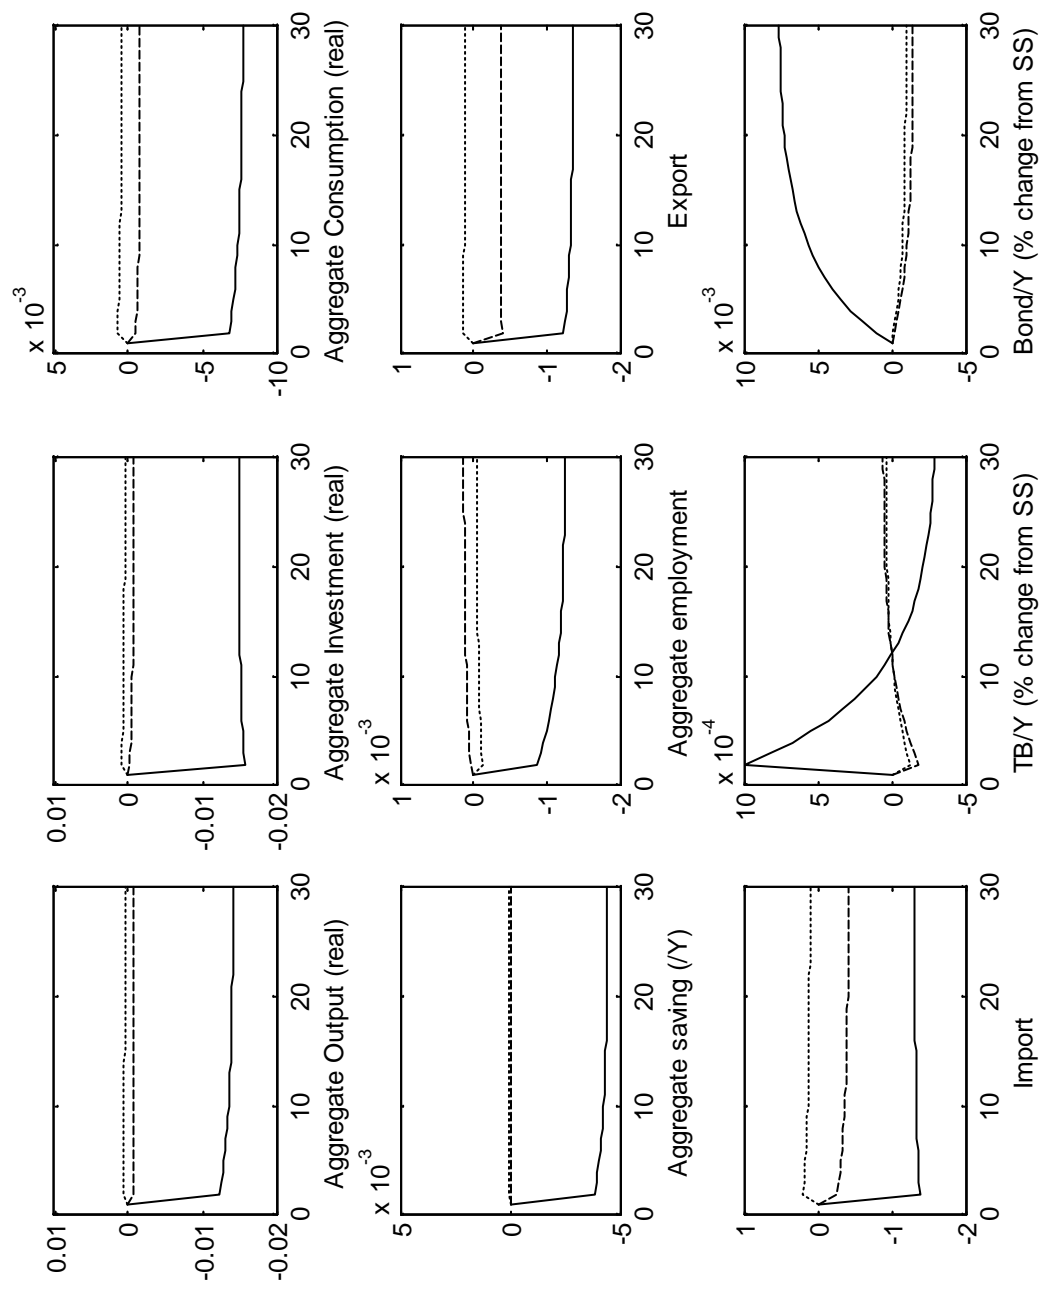 0.01
0
-0.01
-0.02
0 10 20 30
Aggregate Output (real)
0.01
0
-0.01
-0.02
0 10 20 30
Aggregate Investment (real)
x 10^-3
5
0
-5
-10
0 10 20 30
Aggregate Consumption (real)
x 10^-3
5
0
-5
0 10 20 30
Aggregate saving (/Y)
x 10^-3
1
0
-1
-2
0 10 20 30
Aggregate employment
1
0
-1
-2
0 10 20 30
Export
1
0
-1
-2
0 10 20 30
Import
x 10^-4
10
5
0
-5
0 10 20 30
TB/Y (% change from SS)
x 10^-3
10
5
0
-5
0 10 20 30
Bond/Y (% change from SS)